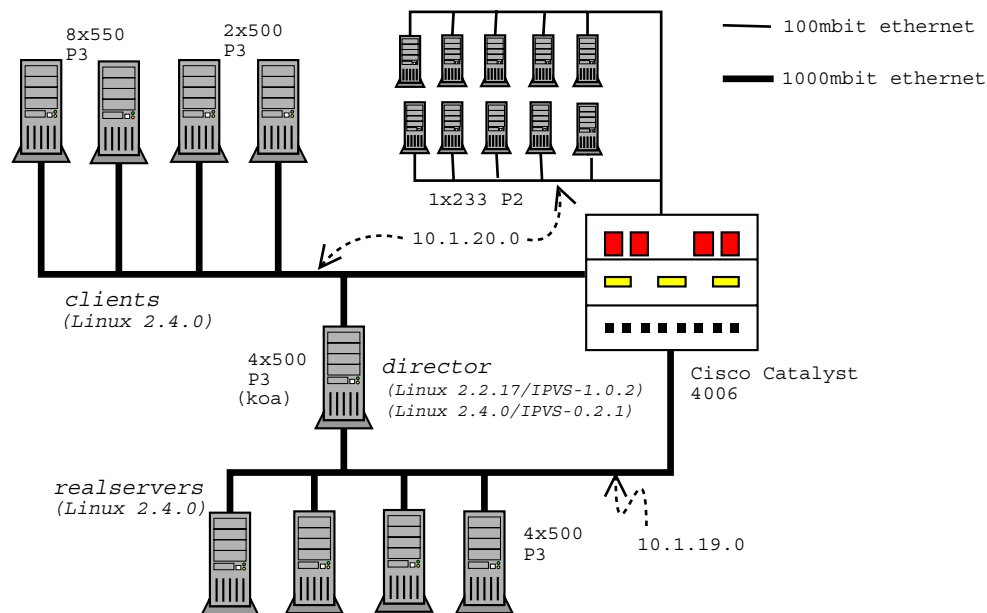 8x550
P3
2x500
P3
100mbit ethernet
1000mbit ethernet
1x233 P2
10.1.20.0
clients
(Linux 2.4.0)
4x500
P3
(koa)
director
(Linux 2.2.17/IPVS-1.0.2)
(Linux 2.4.0/IPVS-0.2.1)
Cisco Catalyst
4006
realservers
(Linux 2.4.0)
4x500
P3
10.1.19.0